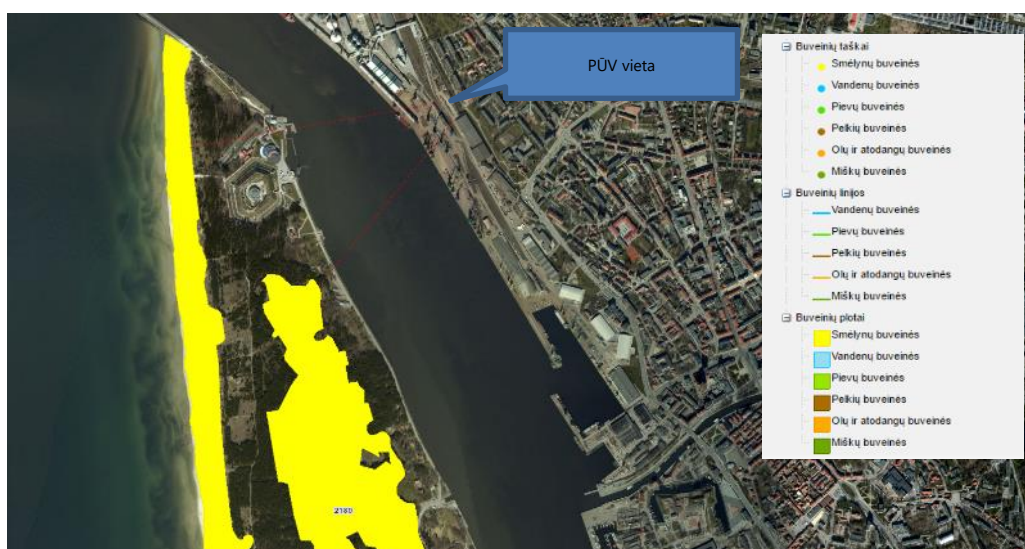 PŪV vieta
Buveinių taškai
Smėlynų buveinės
Vandenų buveinės
Pievų buveinės
Pelkių buveinės
Olų ir atodangų buveinės
Miškų buveinės
Buveinių linijos
Vandenų buveinės
Pievų buveinės
Pelkių buveinės
Olų ir atodangų buveinės
Miškų buveinės
Buveinių plotai
Smėlynų buveinės
Vandenų buveinės
Pievų buveinės
Pelkių buveinės
Olų ir atodangų buveinės
Miškų buveinės
2180